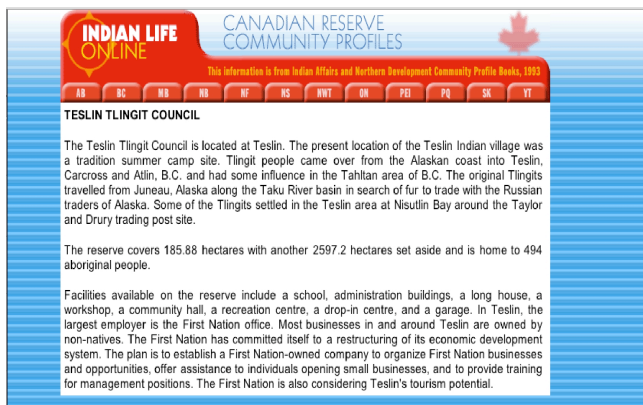 INDIAN LIFE
ONLINE
CANADIAN RESERVE
COMMUNITY PROFILES
This information is from Indian Affairs and Northern Development Community Profile Books, 1993
AB BC MB NB NF NS NWT ON PEI PQ SK YT
TESLIN TLINGIT COUNCIL
The Teslin Tlingit Council is located at Teslin. The present location of the Teslin Indian village was
a tradition summer camp site. Tlingit people came over from the Alaskan coast into Teslin,
Carcross and Atlin, B.C. and had some influence in the Tahltan area of B.C. The original Tlingits
travelled from Juneau, Alaska along the Taku River basin in search of fur to trade with the Russian
traders of Alaska. Some of the Tlingits settled in the Teslin area at Nisutlin Bay around the Taylor
and Drury trading post site.
The reserve covers 185.88 hectares with another 2597.2 hectares set aside and is home to 494
aboriginal people.
Facilities available on the reserve include a school, administration buildings, a long house, a
workshop, a community hall, a recreation centre, a drop-in centre, and a garage. In Teslin, the
largest employer is the First Nation office. Most businesses in and around Teslin are owned by
non-natives. The First Nation has committed itself to a restructuring of its economic development
system. The plan is to establish a First Nation-owned company to organize First Nation businesses
and opportunities, offer assistance to individuals opening small businesses, and to provide training
for management positions. The First Nation is also considering Teslin's tourism potential.